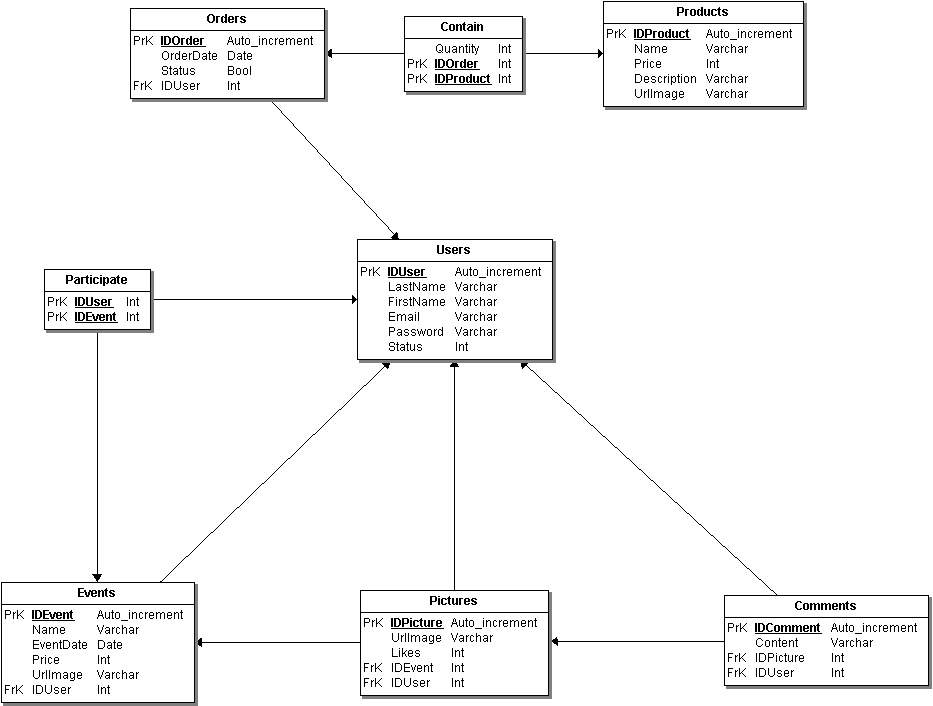 Orders
PrK IDOrder Auto_increment
OrderDate Date
Status Bool
FrK IDUser Int
Contain
Quantity Int
PrK IDOrder Int
PrK IDProduct Int
Products
PrK IDProduct Auto_increment
Name Varchar
Price Int
Description Varchar
UrlImage Varchar
Users
PrK IDUser Auto_increment
LastName Varchar
FirstName Varchar
Email Varchar
Password Varchar
Status Int
Participate
PrK IDUser Int
PrK IDEvent Int
Events
PrK IDEvent Auto_increment
Name Varchar
EventDate Date
Price Int
UrlImage Varchar
FrK IDUser Int
Pictures
PrK IDPicture Auto_increment
UrlImage Varchar
Likes Int
FrK IDEvent Int
FrK IDUser Int
Comments
PrK IDComment Auto_increment
Content Varchar
FrK IDPicture Int
FrK IDUser Int